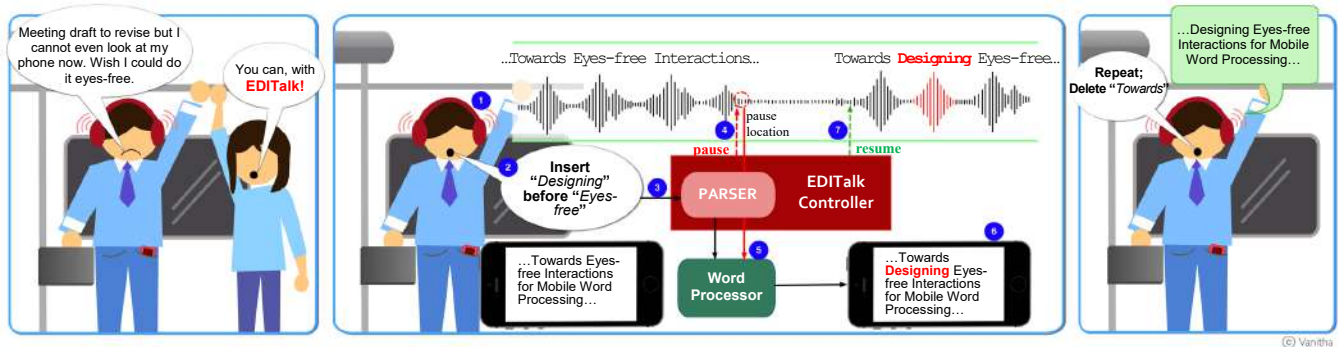 Meeting draft to revise but I
cannot even look at my
phone now. Wish I could do
it eyes-free.
You can, with
EDITalk!
...Towards Eyes-free Interactions...
Towards Designing Eyes-free...
1
2
Insert
“Designing”
before “Eyes-
free”
3
4
pause
pause
location
7
resume
PARSER
EDITalk
Controller
5
Word
Processor
…Towards Eyes-
free Interactions
for Mobile Word
Processing…
6
…Towards
Designing Eyes-
free Interactions
for Mobile Word
Processing…
Repeat;
Delete “Towards”
…Designing Eyes-free
Interactions for Mobile
Word Processing…
© Vanitha